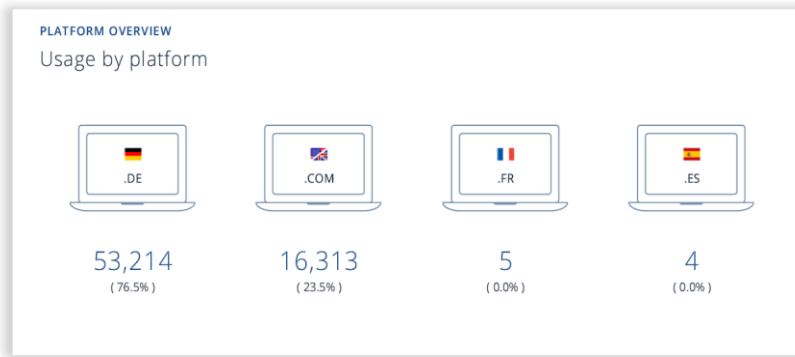 PLATFORM OVERVIEW
Usage by platform
.DE
.COM
.FR
.ES
53,214
16,313
5
4
( 76.5% )
( 23.5% )
( 0.0% )
( 0.0% )